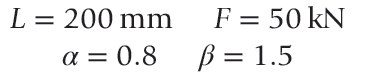 L = 200 mm F = 50 kN
α = 0.8 β = 1.5